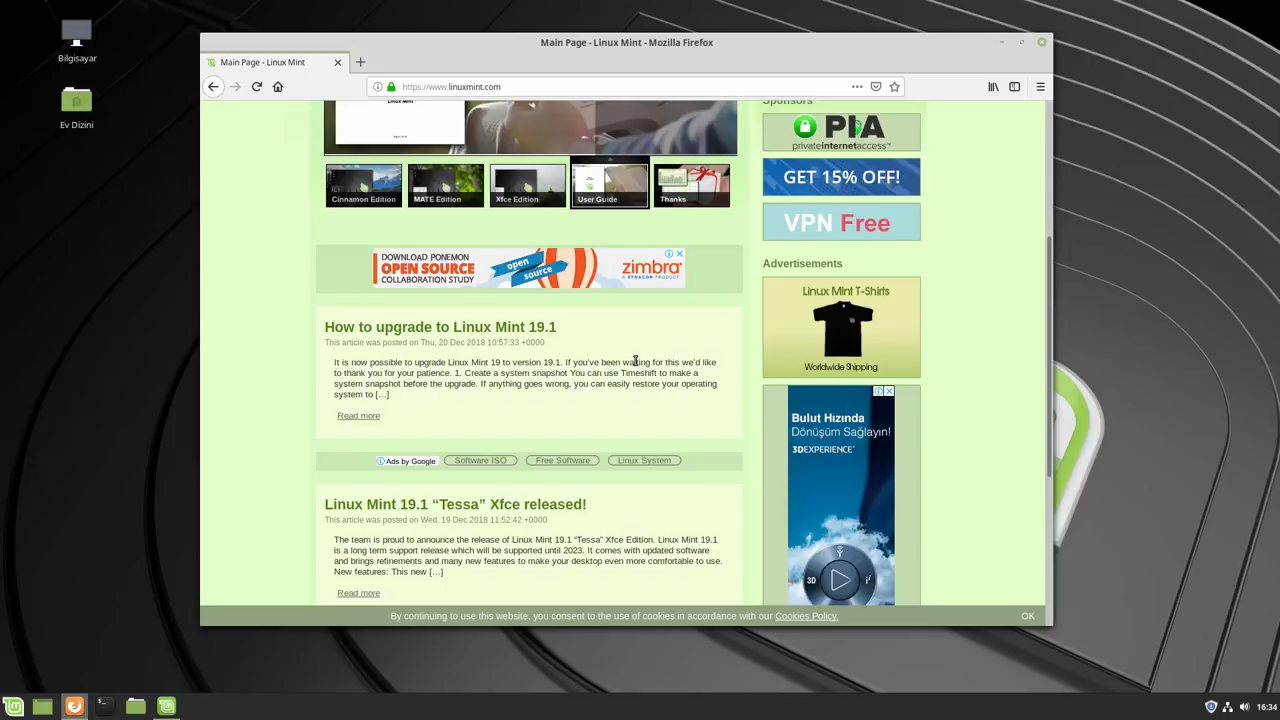 Bilgisayar
Ev Dizini
Main Page - Linux Mint - Mozilla Firefox
Main Page - Linux Mint
https://www.linuxmint.com
Cinnamon Edition
MATE Edition
Xfce Edition
User Guide
Thanks
DOWNLOAD PONEMON
OPEN SOURCE
COLLABORATION STUDY
open
source
zimbra
A SYNACOR PRODUCT
How to upgrade to Linux Mint 19.1
This article was posted on Thu, 20 Dec 2018 10:57:33 +0000
It is now possible to upgrade Linux Mint 19 to version 19.1. If you've been waiting for this we'd like
to thank you for your patience. 1. Create a system snapshot You can use Timeshift to make a
system snapshot before the upgrade. If anything goes wrong, you can easily restore your operating
system to […]
Read more
Ads by Google
Software ISO
Free Software
Linux System
Linux Mint 19.1 “Tessa” Xfce released!
This article was posted on Wed, 19 Dec 2018 11:52:42 +0000
The team is proud to announce the release of Linux Mint 19.1 “Tessa” Xfce Edition. Linux Mint 19.1
is a long term support release which will be supported until 2023. It comes with updated software
and brings refinements and many new features to make your desktop even more comfortable to use.
New features: This new […]
Read more
Sponsors
PIA
privateinternetaccess™
GET 15% OFF!
VPN Free
Advertisements
Linux Mint T-Shirts
Worldwide Shipping
Bulut Hızında
Dönüşüm Sağlayın!
3DEXPERIENCE
3D
By continuing to use this website, you consent to the use of cookies in accordance with our Cookies Policy.
OK
16:34